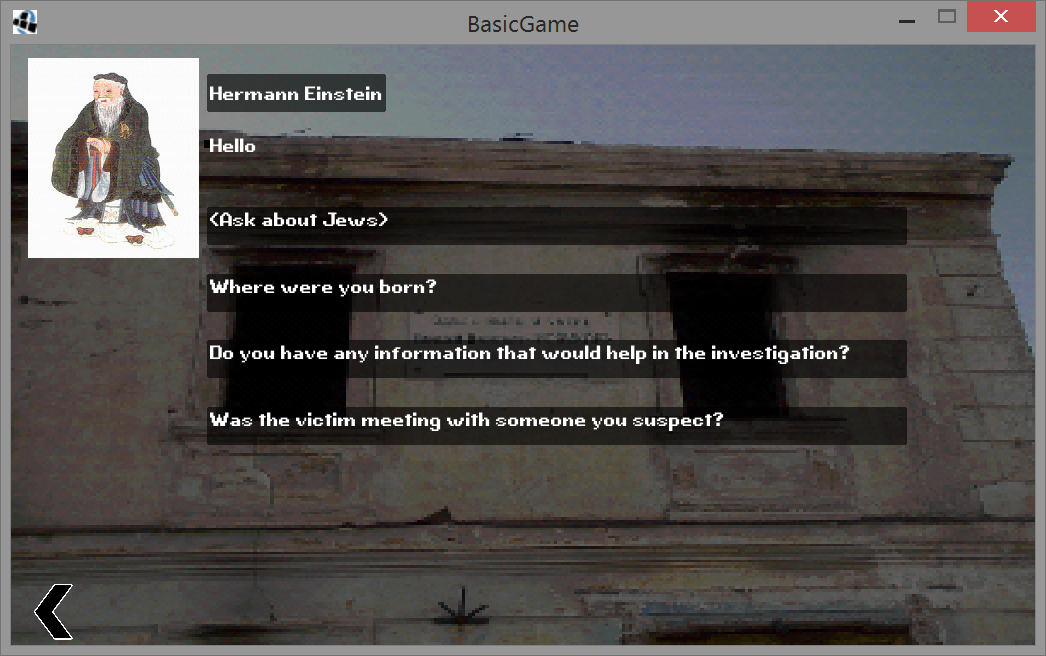 BasicGame
Hermann Einstein
Hello
<Ask about Jews>
Where were you born?
Do you have any information that would help in the investigation?
Was the victim meeting with someone you suspect?